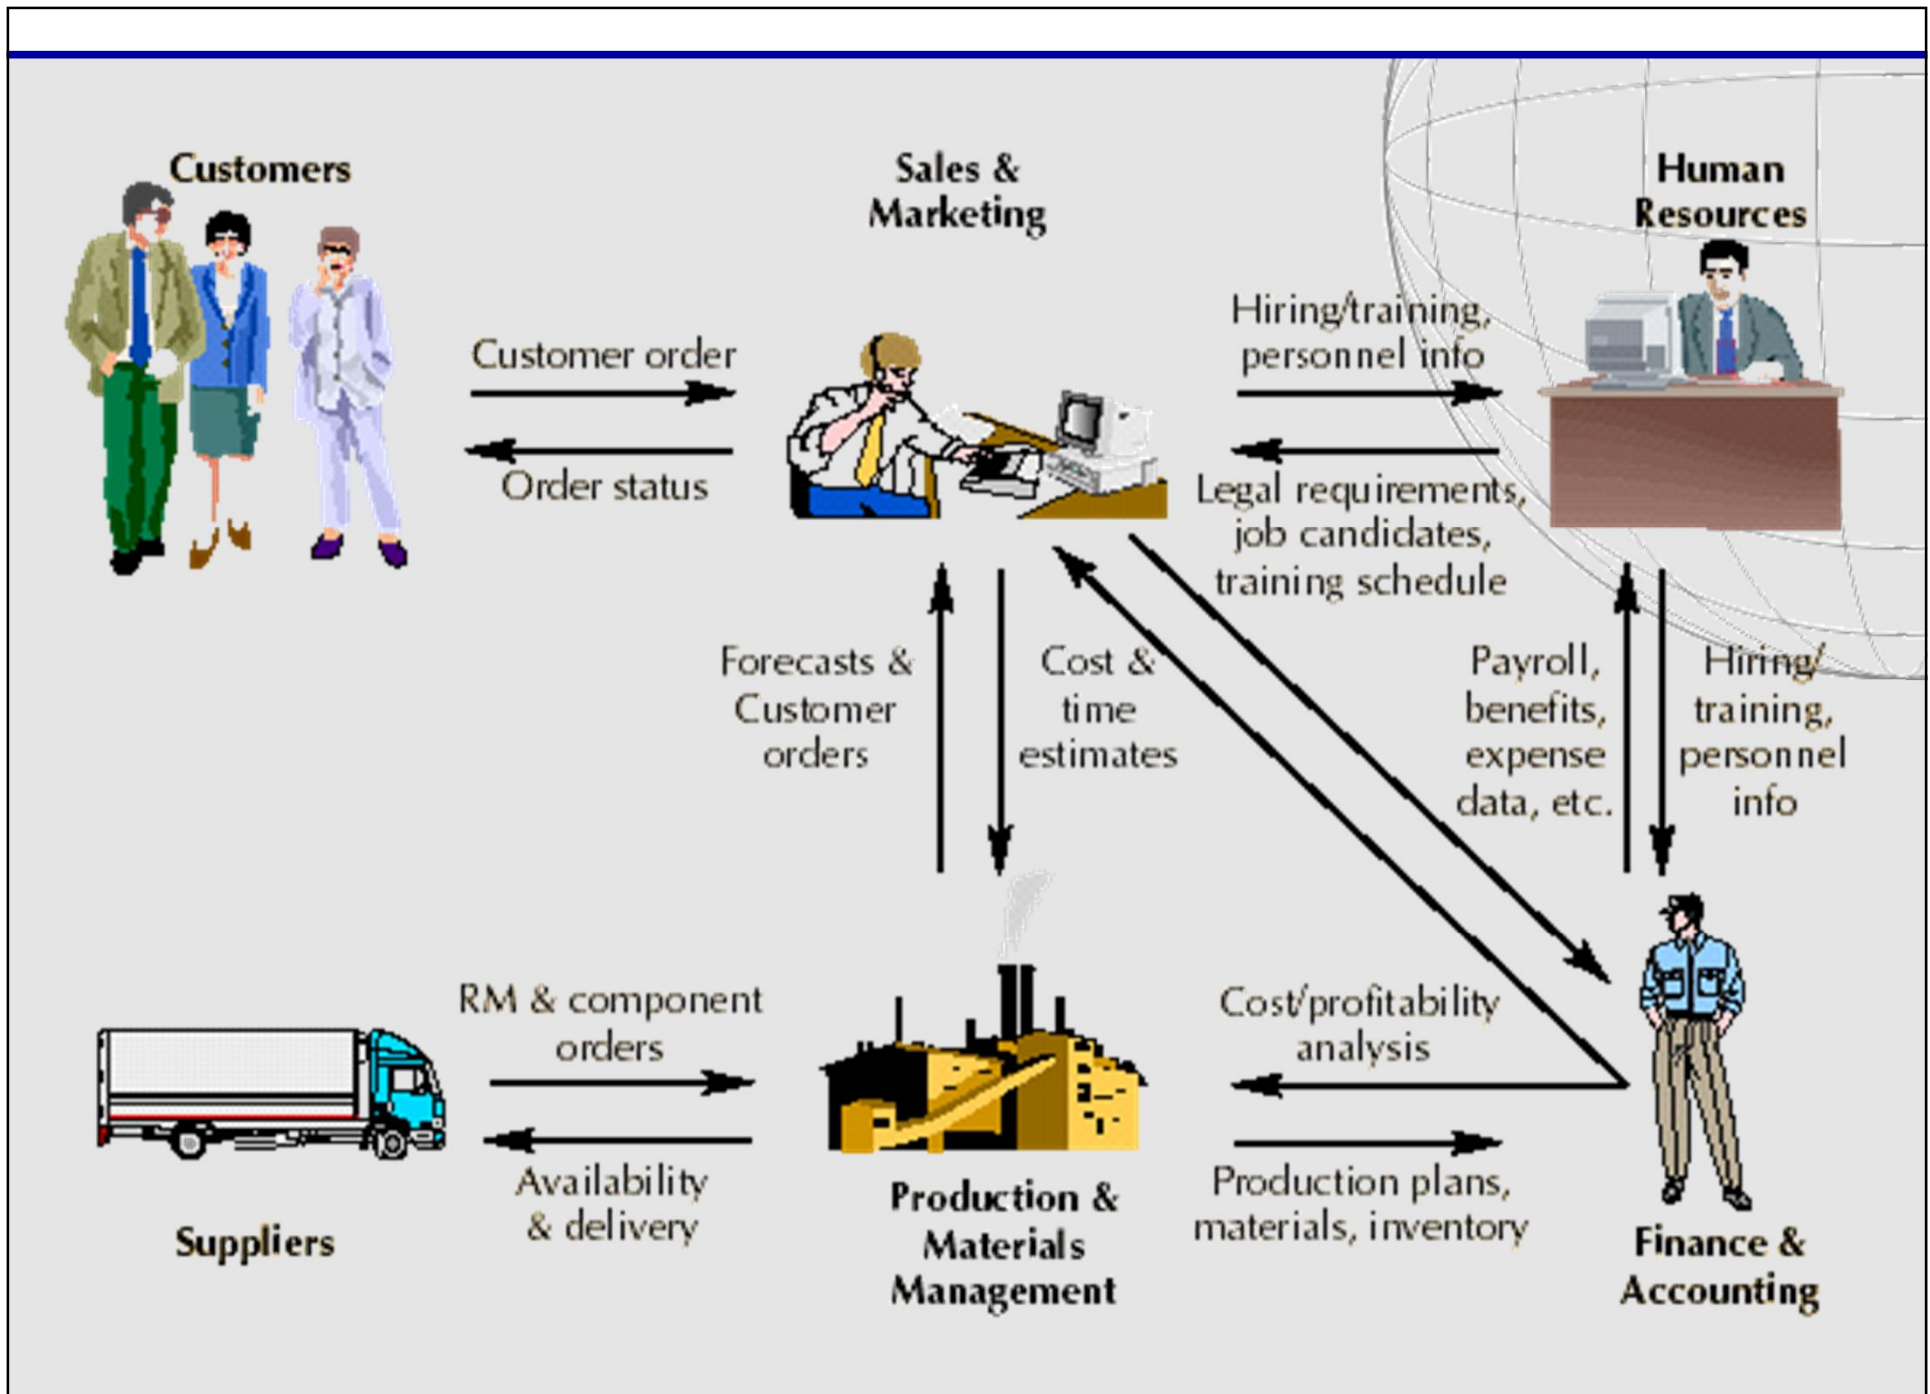 Customers
Sales &
Marketing
Human
Resources
Customer order
Order status
Hiring/training,
personnel info
Legal requirements,
job candidates,
training schedule
Forecasts &
Customer
orders
Cost &
time
estimates
Payroll,
benefits,
expense
data, etc.
Hiring/
training,
personnel
info
RM & component
orders
Availability
& delivery
Cost/profitability
analysis
Production plans,
materials, inventory
Suppliers
Production &
Materials
Management
Finance &
Accounting